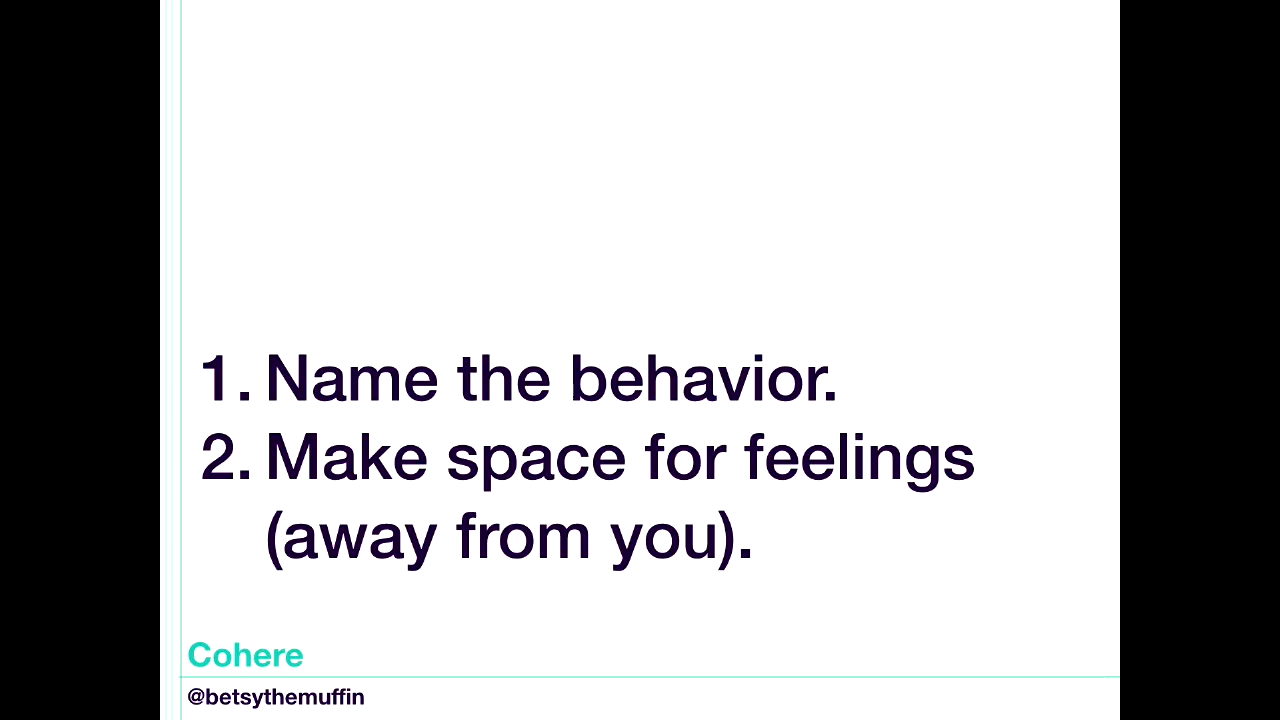 1. Name the behavior.
2. Make space for feelings
(away from you).
Cohere
@betsythemuffin